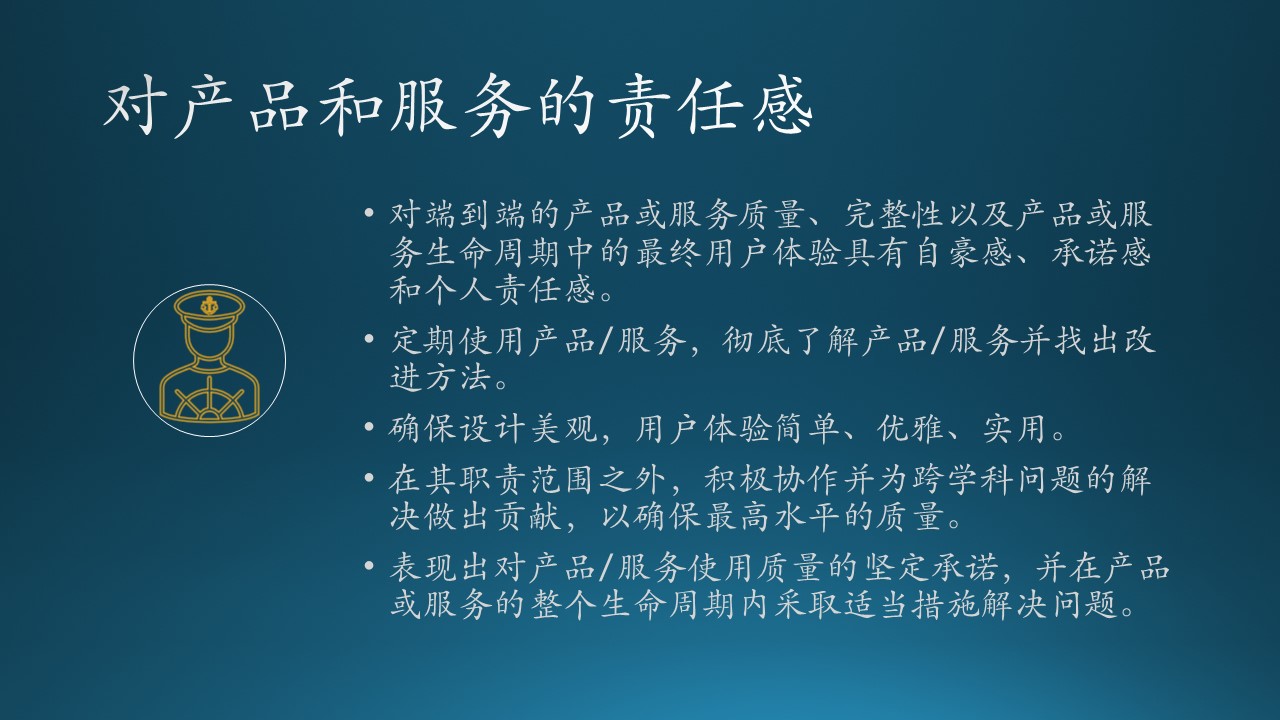 对产品和服务的责任感
• 对端到端的产品或服务质量、完整性以及产品或服
务生命周期中的最终用户体验具有自豪感、承诺感
和个人责任感。
• 定期使用产品/服务，彻底了解产品/服务并找出改
进方法。
• 确保设计美观，用户体验简单、优雅、实用。
• 在其职责范围之外，积极协作并为跨学科问题的解
决做出贡献，以确保最高水平的质量。
• 表现出对产品/服务使用质量的坚定承诺，并在产品
或服务的整个生命周期内采取适当措施解决问题。